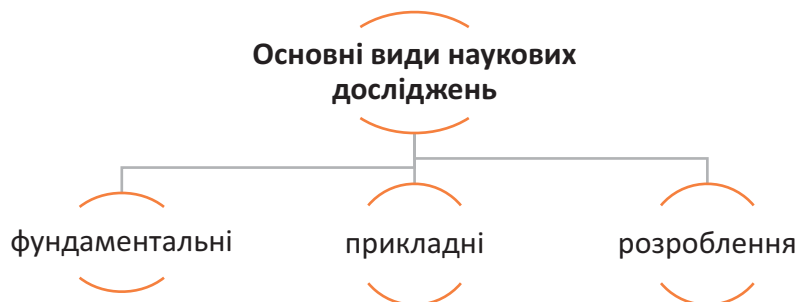 Основні види наукових
досліджень
фундаментальні
прикладні
розроблення